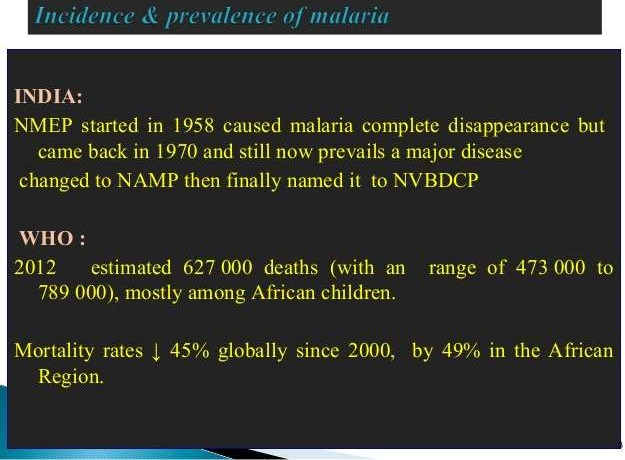 Incidence & prevalence of malaria
INDIA:
NMEP started in 1958 caused malaria complete disappearance but
came back in 1970 and still now prevails a major disease
changed to NAMP then finally named it to NVBDCP
WHO :
2012 estimated 627 000 deaths (with an range of 473 000 to
789 000), mostly among African children.
Mortality rates ↓ 45% globally since 2000, by 49% in the African
Region.